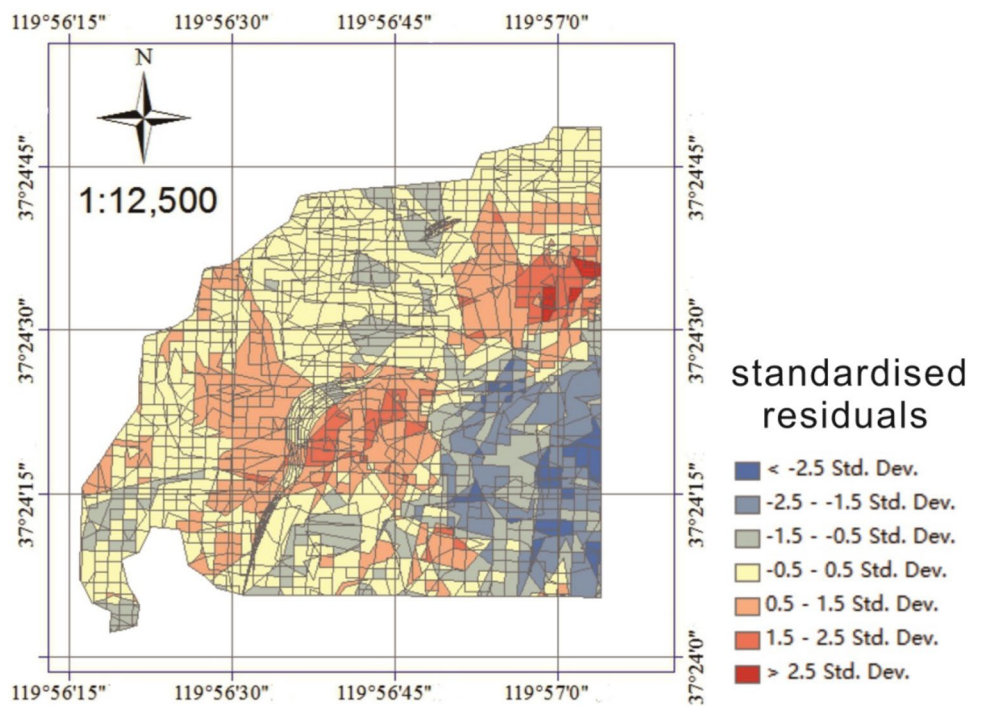 119°56'15" 119°56'30" 119°56'45" 119°57'0"
N
1:12,500
37°24'45" 37°24'45"
37°24'30" 37°24'30"
37°24'15" 37°24'15"
37°24'0"
119°56'15" 119°56'30" 119°56'45" 119°57'0"
standardised
residuals
< -2.5 Std. Dev.
-2.5 - -1.5 Std. Dev.
-1.5 - -0.5 Std. Dev.
-0.5 - 0.5 Std. Dev.
0.5 - 1.5 Std. Dev.
1.5 - 2.5 Std. Dev.
> 2.5 Std. Dev.